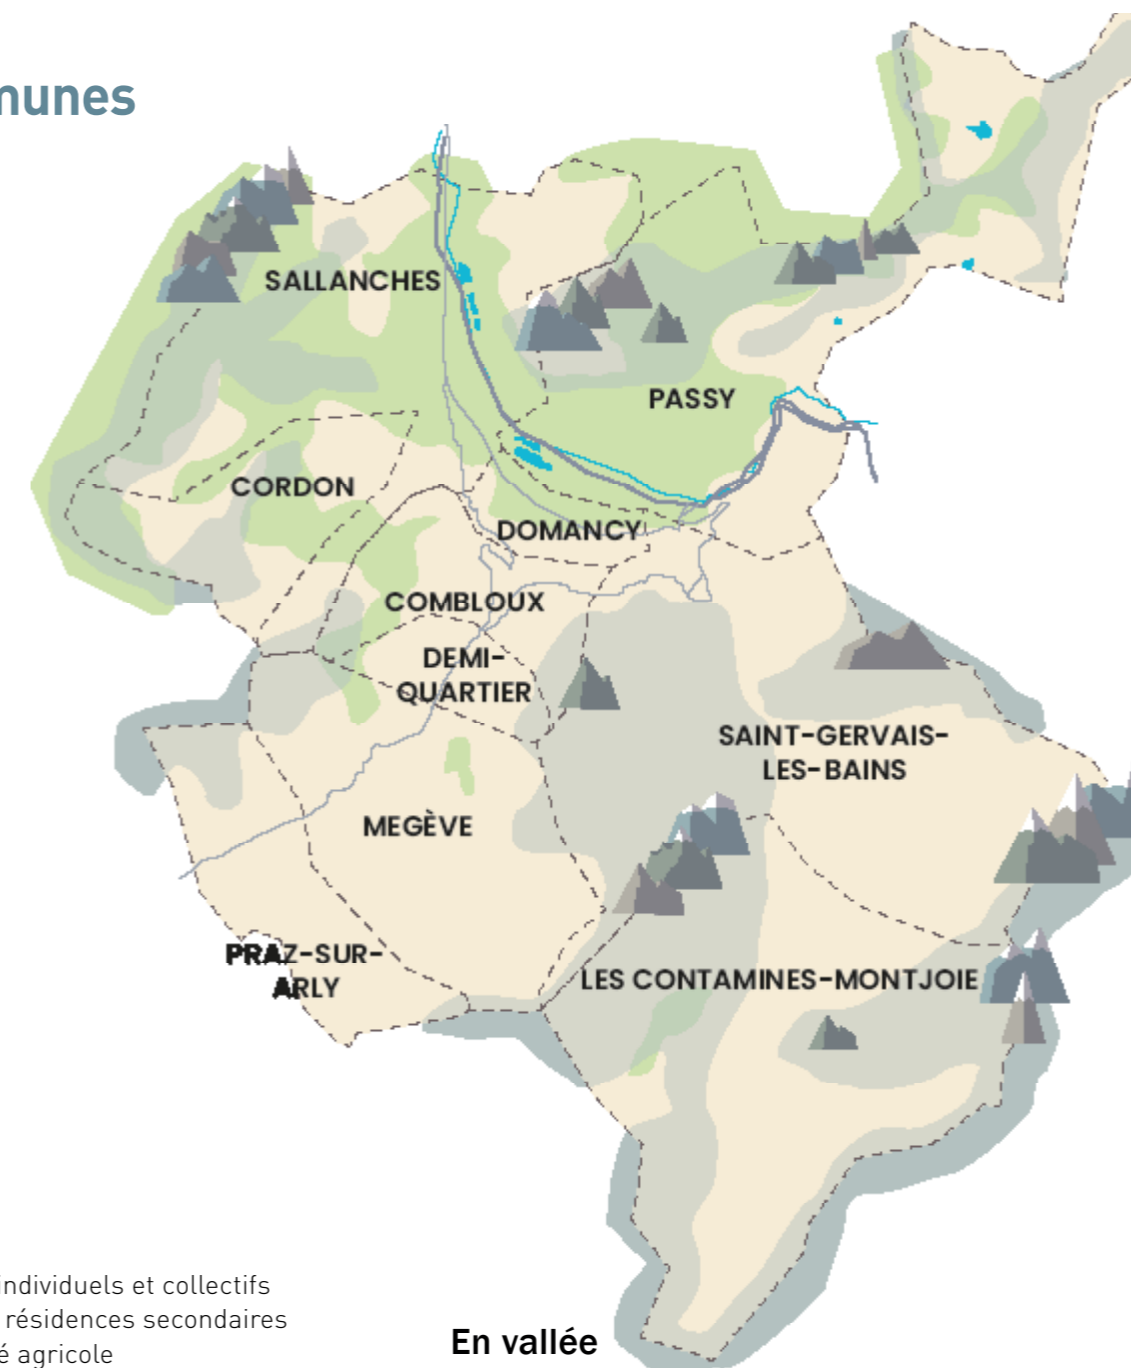 munes
SALLANCHES
PASSY
CORDON
DOMANCY
COMBLOUX
DEMI-
QUARTIER
SAINT-GERVAIS-
LES-BAINS
MEGÈVE
PRAZ-SUR-
ARLY
LES CONTAMINES-MONTJOIE
individuels et collectifs
résidences secondaires
é agricole
En vallée